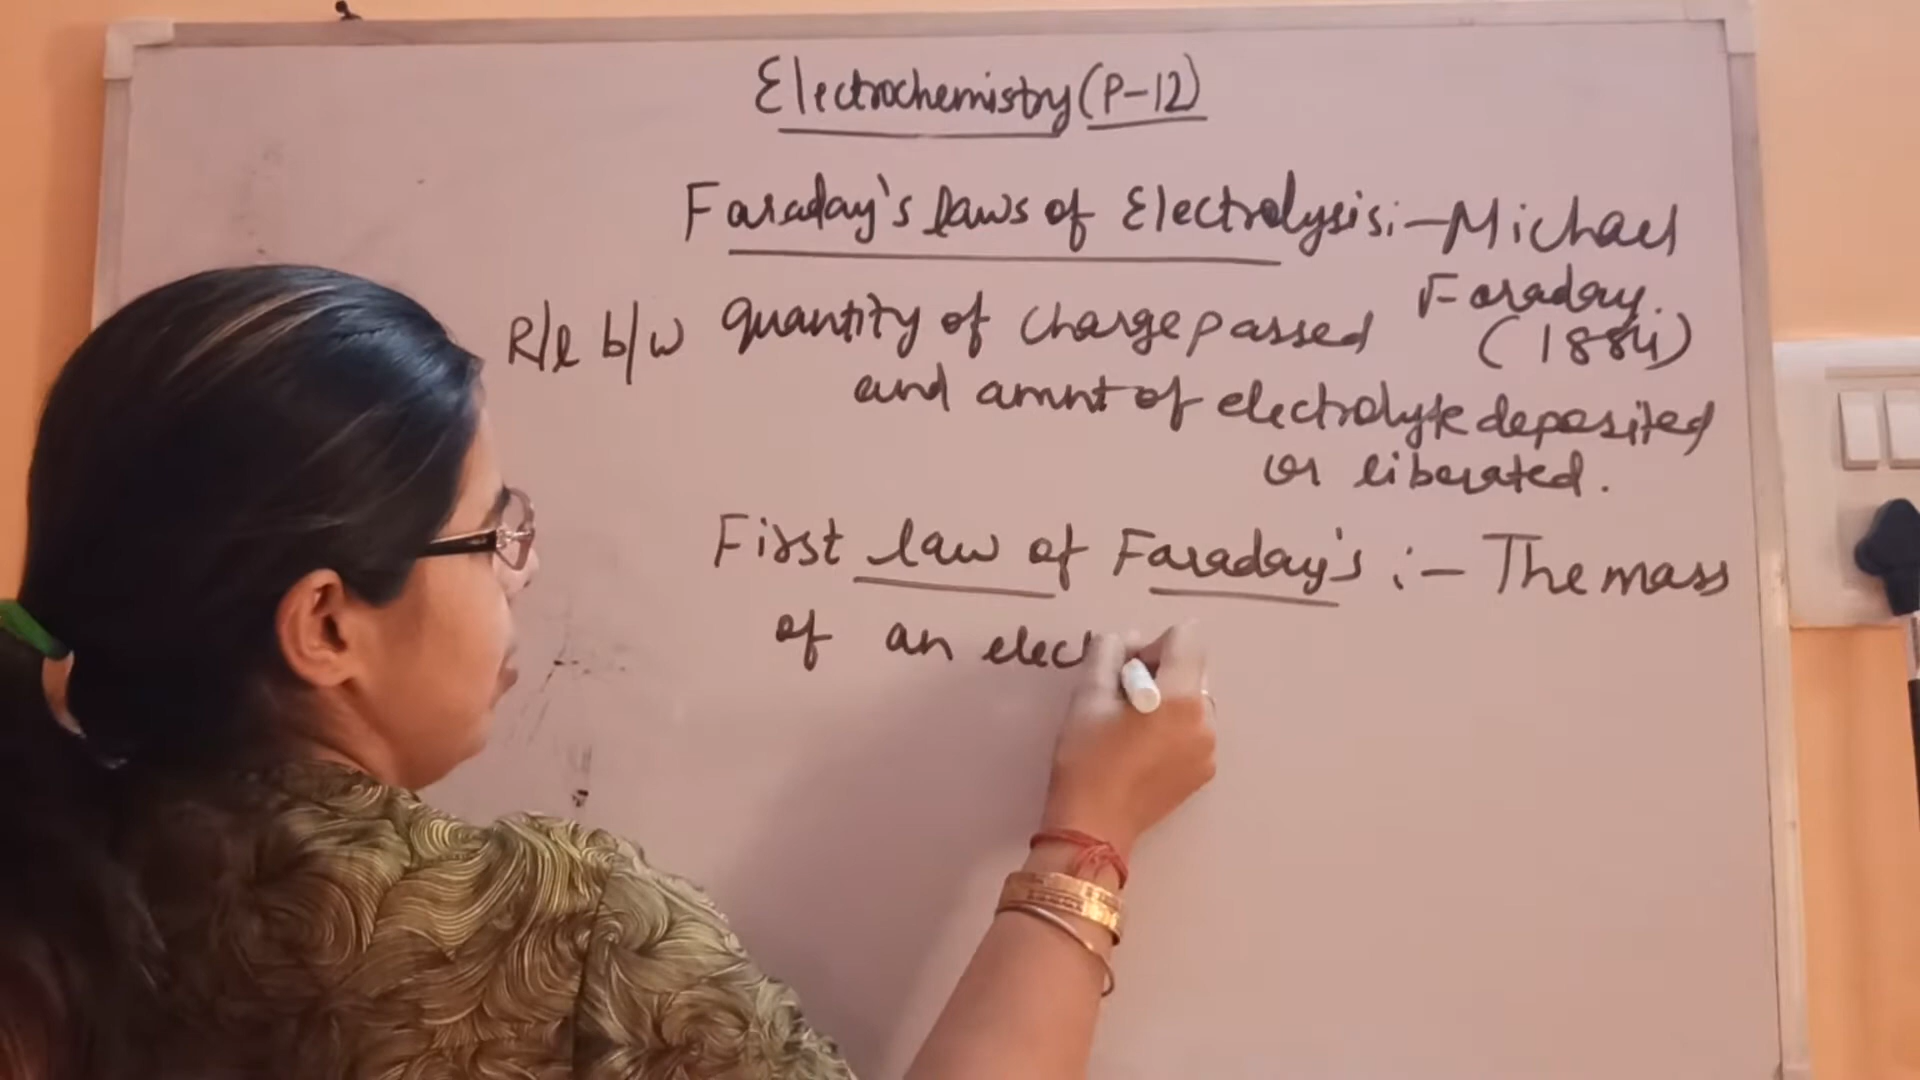 Electrochemistry (P-12)
Faraday's laws of Electrolysis:- Michael
Faraday.
(1884)
R/l b/w quantity of charge passed
and amnt of electrolyte deposited
or liberated.
First law of Faraday's :- The mass
of an elect